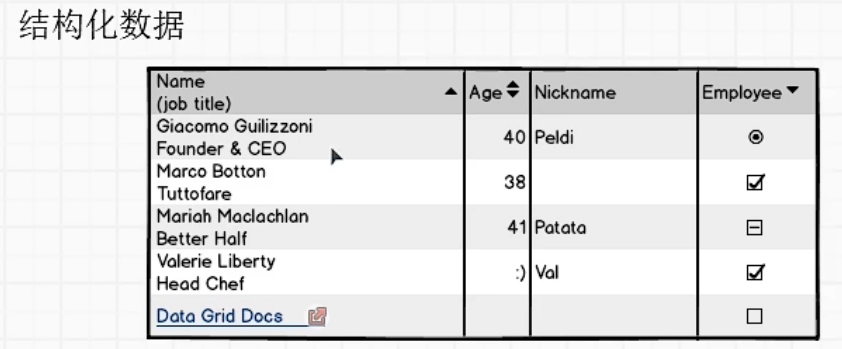 结构化数据
Name
(job title)
Age
Nickname
Employee
Giacomo Guilizzoni
Founder & CEO
40
Peldi
Marco Botton
Tuttofare
38
Mariah Maclachlan
Better Half
41
Patata
Valerie Liberty
Head Chef
:)
Val
Data Grid Docs